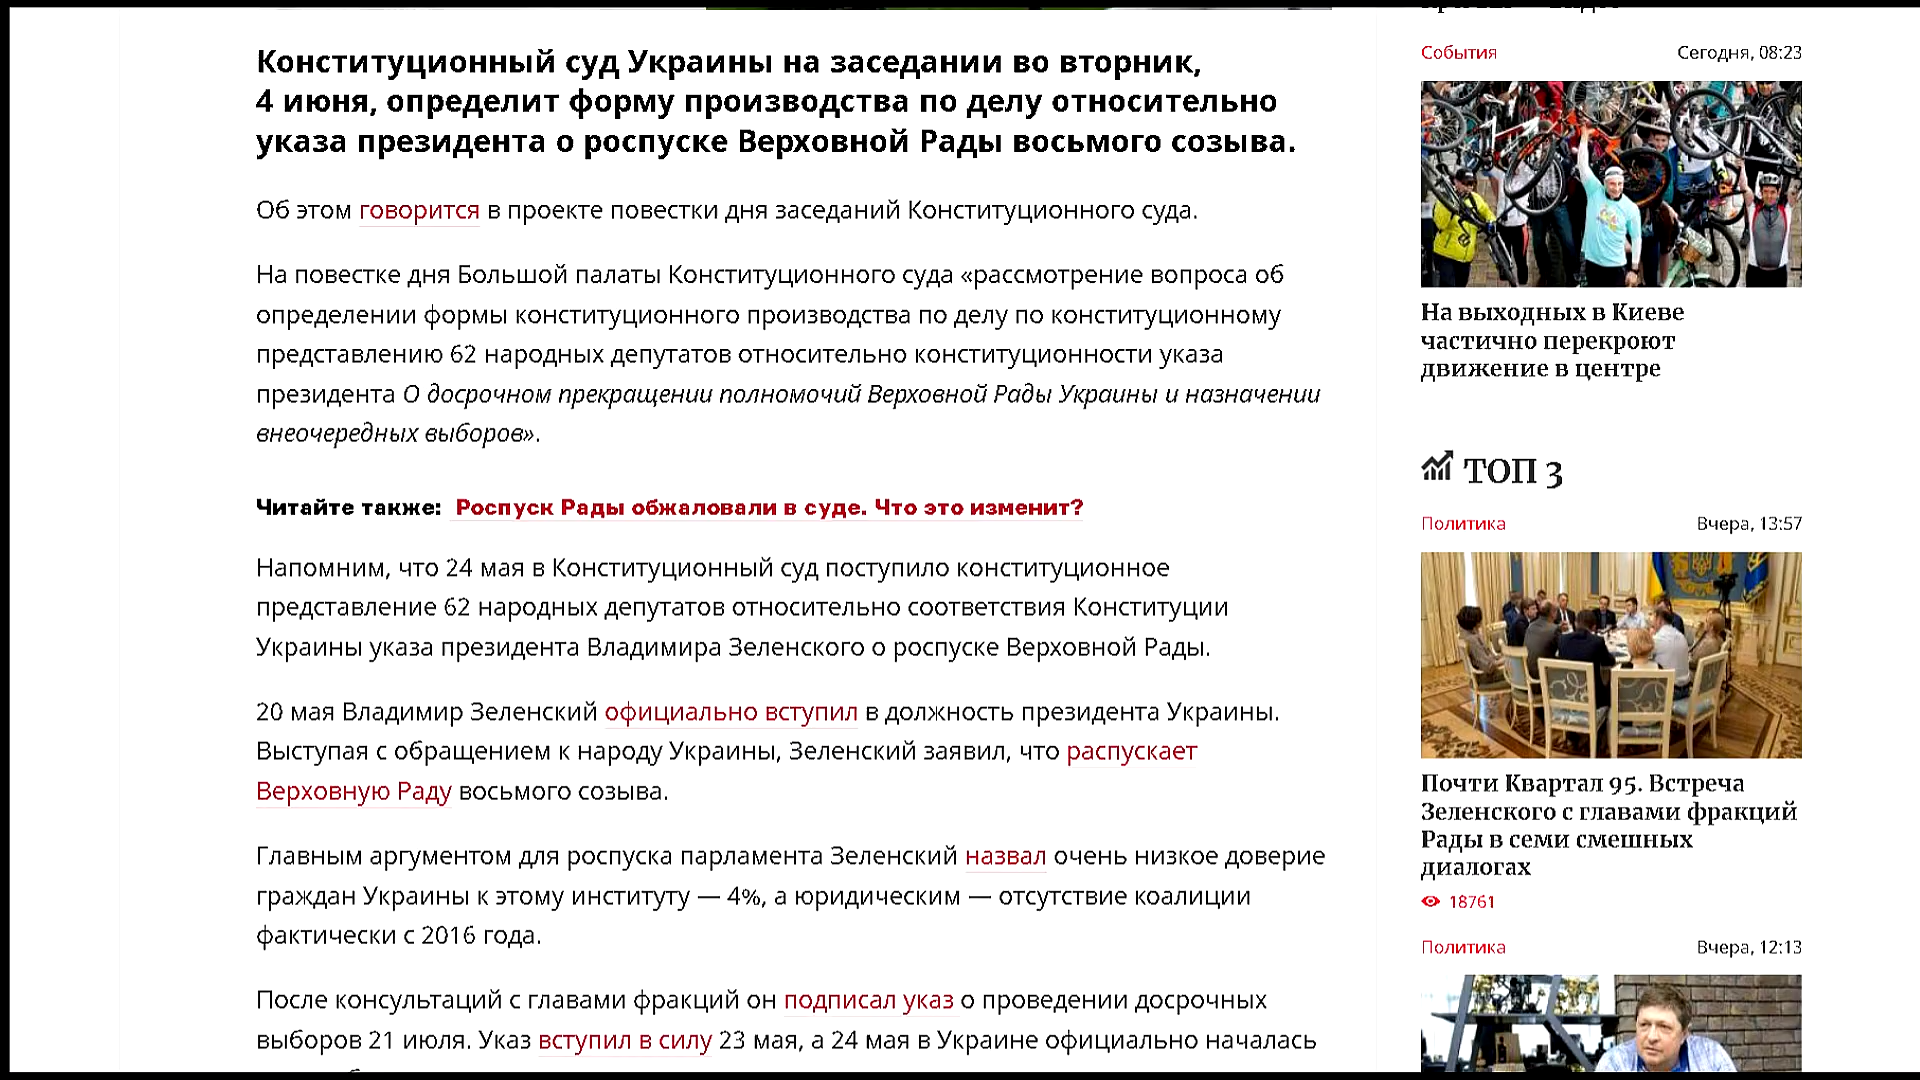 Конституционный суд Украины на заседании во вторник,
4 июня, определит форму производства по делу относительно
указа президента о роспуске Верховной Рады восьмого созыва.
Об этом говорится в проекте повестки дня заседаний Конституционного суда.
На повестке дня Большой палаты Конституционного суда «рассмотрение вопроса об
определении формы конституционного производства по делу по конституционному
представлению 62 народных депутатов относительно конституционности указа
президента О досрочном прекращении полномочий Верховной Рады Украины и назначении
внеочередных выборов».
Читайте также: Роспуск Рады обжаловали в суде. Что это изменит?
Напомним, что 24 мая в Конституционный суд поступило конституционное
представление 62 народных депутатов относительно соответствия Конституции
Украины указа президента Владимира Зеленского о роспуске Верховной Рады.
20 мая Владимир Зеленский официально вступил в должность президента Украины.
Выступая с обращением к народу Украины, Зеленский заявил, что распускает
Верховную Раду восьмого созыва.
Главным аргументом для роспуска парламента Зеленский назвал очень низкое доверие
граждан Украины к этому институту — 4%, а юридическим — отсутствие коалиции
фактически с 2016 года.
После консультаций с главами фракций он подписал указ о проведении досрочных
выборов 21 июля. Указ вступил в силу 23 мая, а 24 мая в Украине официально началась
События Сегодня, 08:23
На выходных в Киеве
частично перекроют
движение в центре
ТОП 3
Политика Вчера, 13:57
Почти Квартал 95. Встреча
Зеленского с главами фракций
Рады в семи смешных
диалогах
18761
Политика Вчера, 12:13